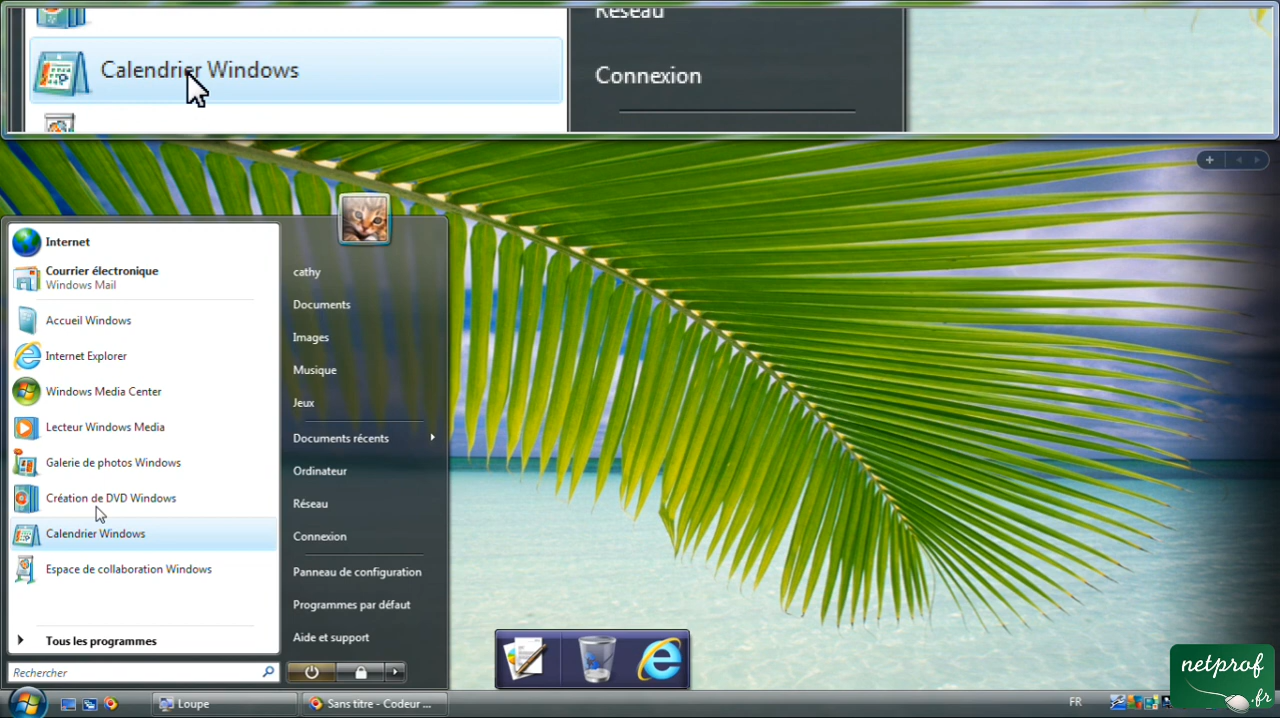 Réseau
Calendrier Windows
Connexion
Internet
Courrier électronique
Windows Mail
Accueil Windows
Internet Explorer
Windows Media Center
Lecteur Windows Media
Galerie de photos Windows
Création de DVD Windows
Calendrier Windows
Espace de collaboration Windows
Tous les programmes
Rechercher
cathy
Documents
Images
Musique
Jeux
Documents récents
Ordinateur
Réseau
Connexion
Panneau de configuration
Programmes par défaut
Aide et support
Loupe
Sans titre - Codeur ...
FR
netprof
.fr